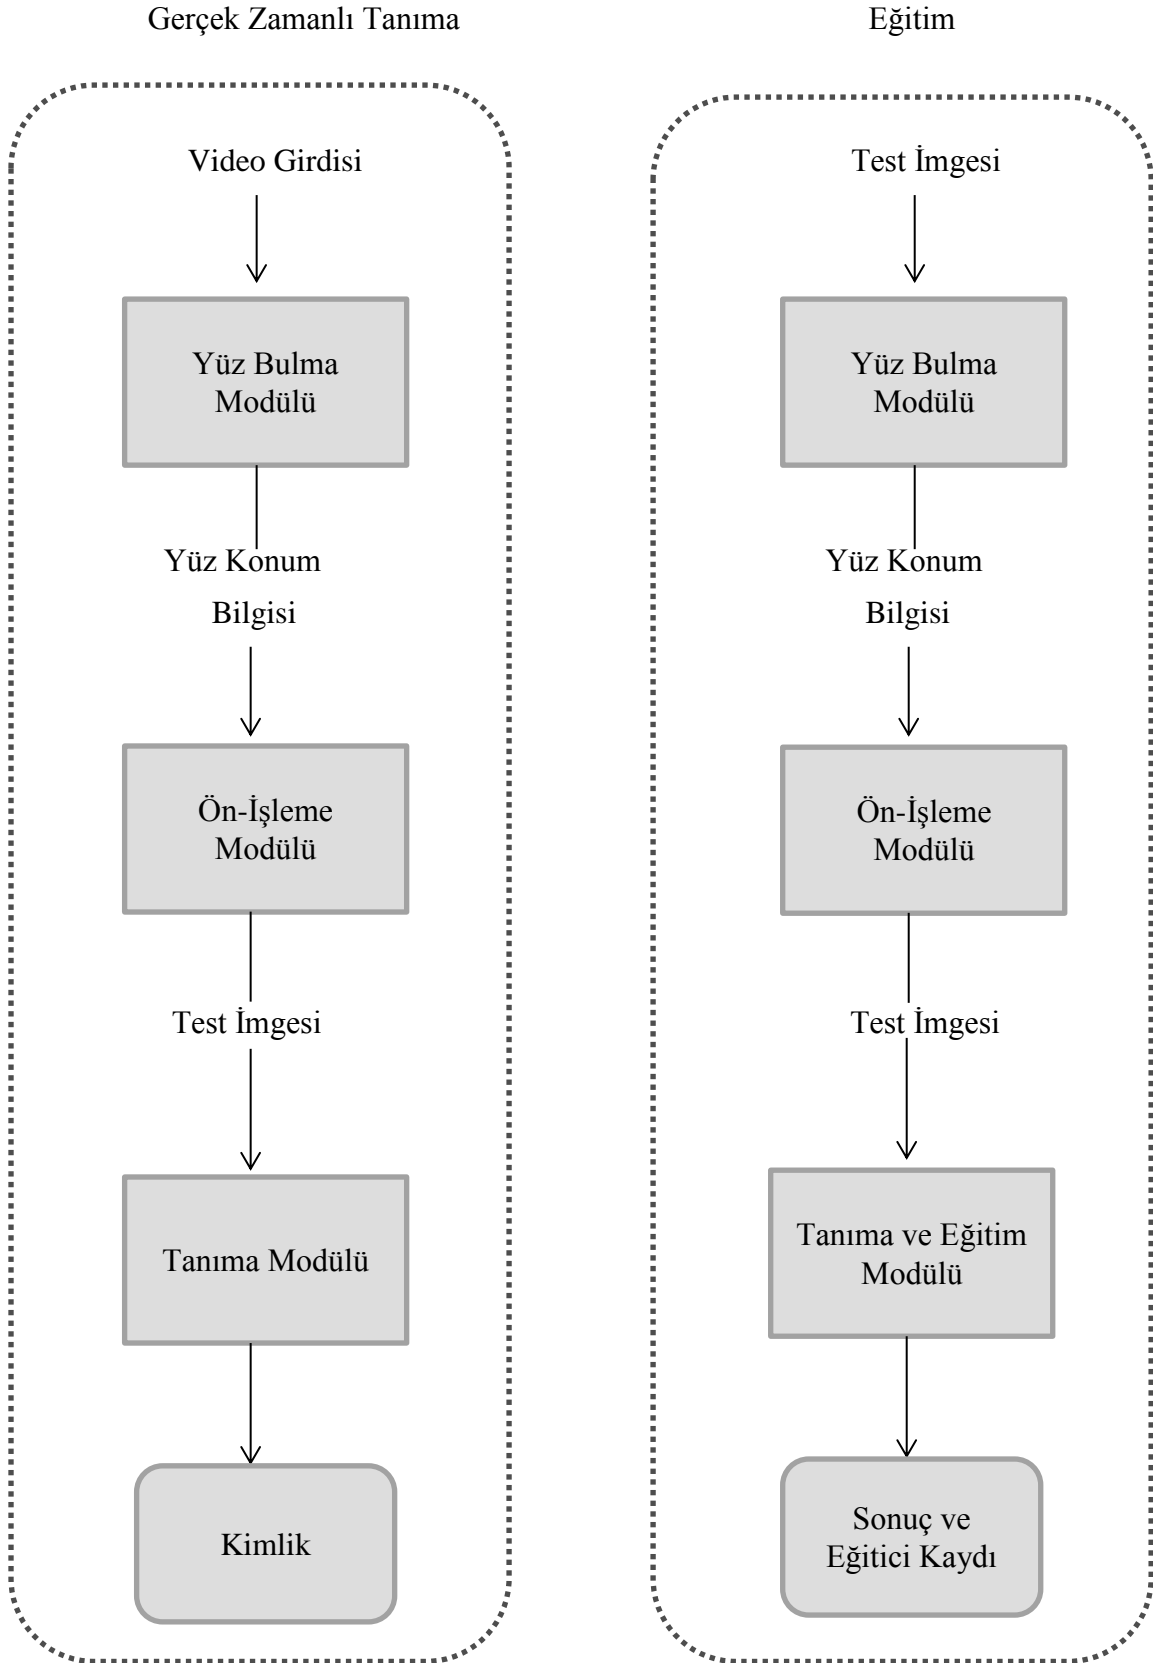 Gerçek Zamanlı Tanıma
Video Girdisi
Yüz Bulma
Modülü
Yüz Konum
Bilgisi
Ön-İşleme
Modülü
Test İmgesi
Tanıma Modülü
Kimlik
Eğitim
Test İmgesi
Yüz Bulma
Modülü
Yüz Konum
Bilgisi
Ön-İşleme
Modülü
Test İmgesi
Tanıma ve Eğitim
Modülü
Sonuç ve
Eğitici Kaydı